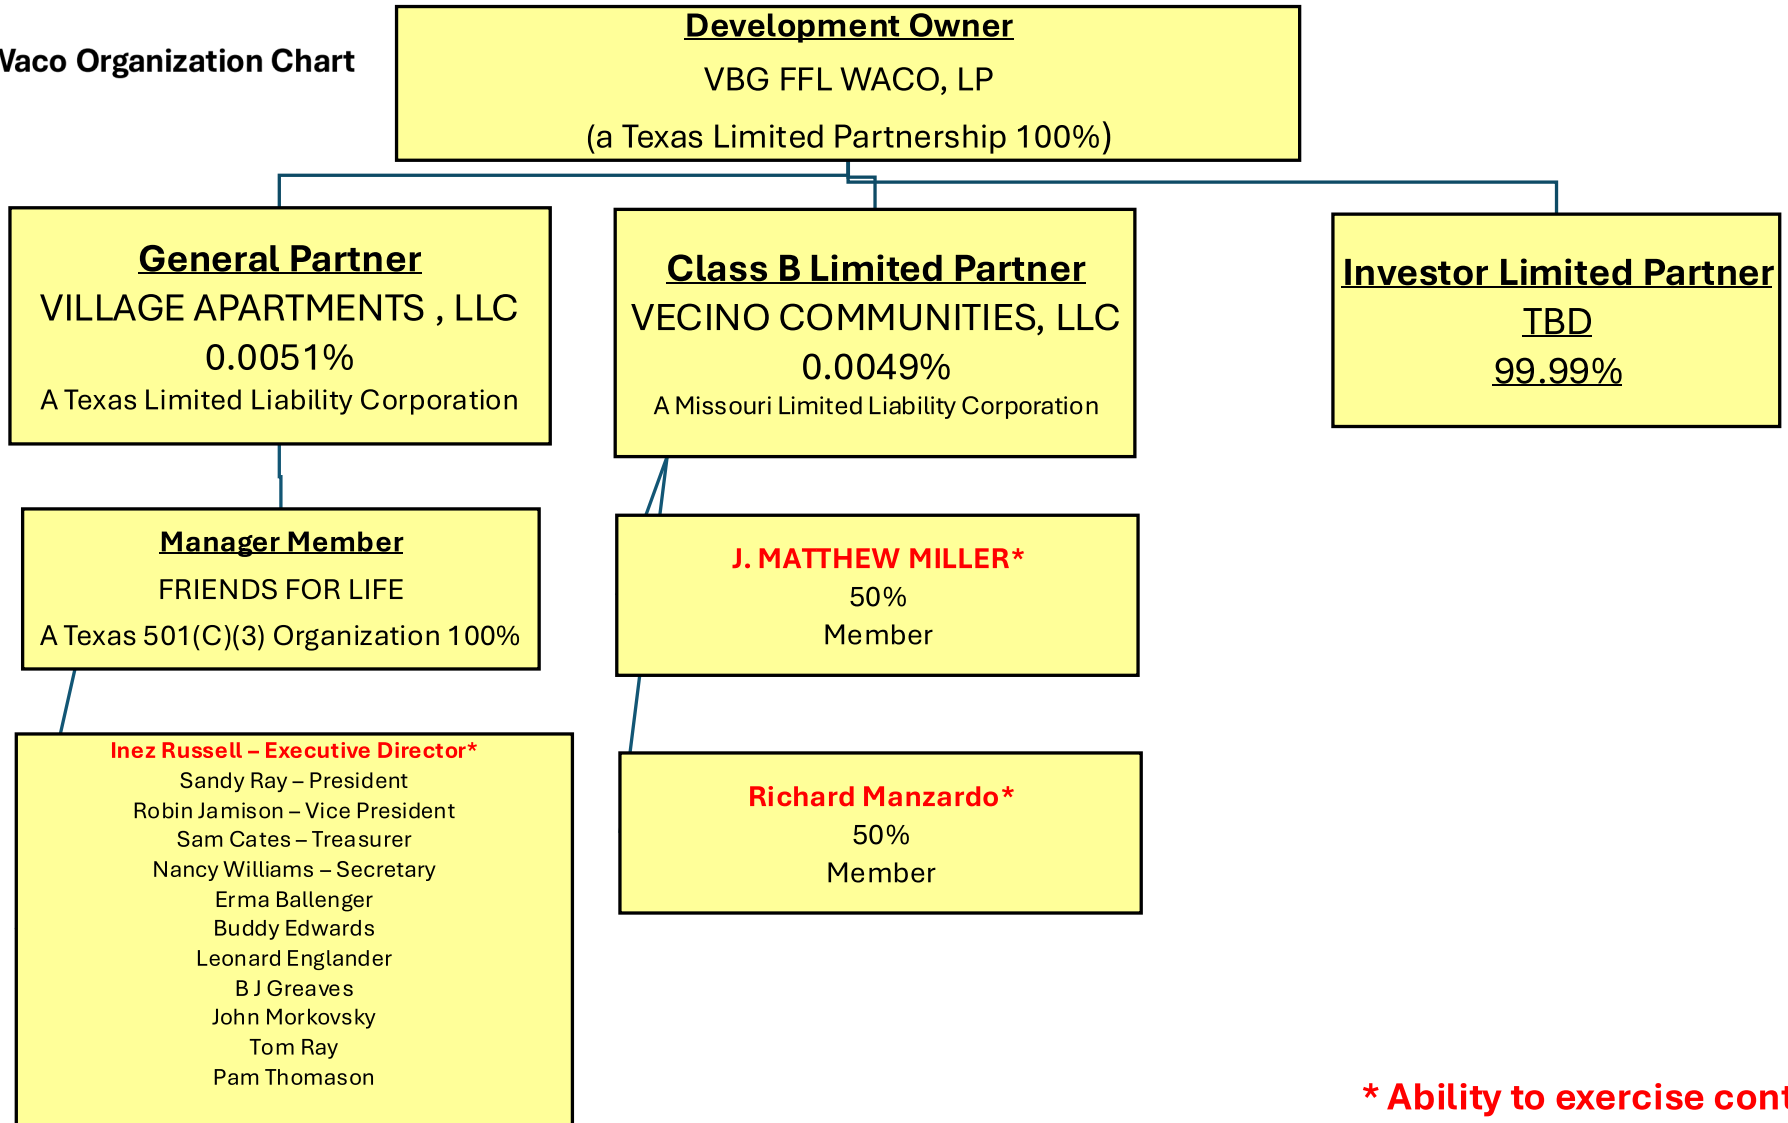 Waco Organization Chart
Development Owner
VBG FFL WACO, LP
(a Texas Limited Partnership 100%)
General Partner
VILLAGE APARTMENTS , LLC
0.0051%
A Texas Limited Liability Corporation
Class B Limited Partner
VECINO COMMUNITIES, LLC
0.0049%
A Missouri Limited Liability Corporation
Investor Limited Partner
TBD
99.99%
Manager Member
FRIENDS FOR LIFE
A Texas 501(C)(3) Organization 100%
J. MATTHEW MILLER*
50%
Member
Inez Russell – Executive Director*
Sandy Ray – President
Robin Jamison – Vice President
Sam Cates – Treasurer
Nancy Williams – Secretary
Erma Ballenger
Buddy Edwards
Leonard Englander
B J Greaves
John Morkovsky
Tom Ray
Pam Thomason
Richard Manzardo*
50%
Member
* Ability to exercise cont